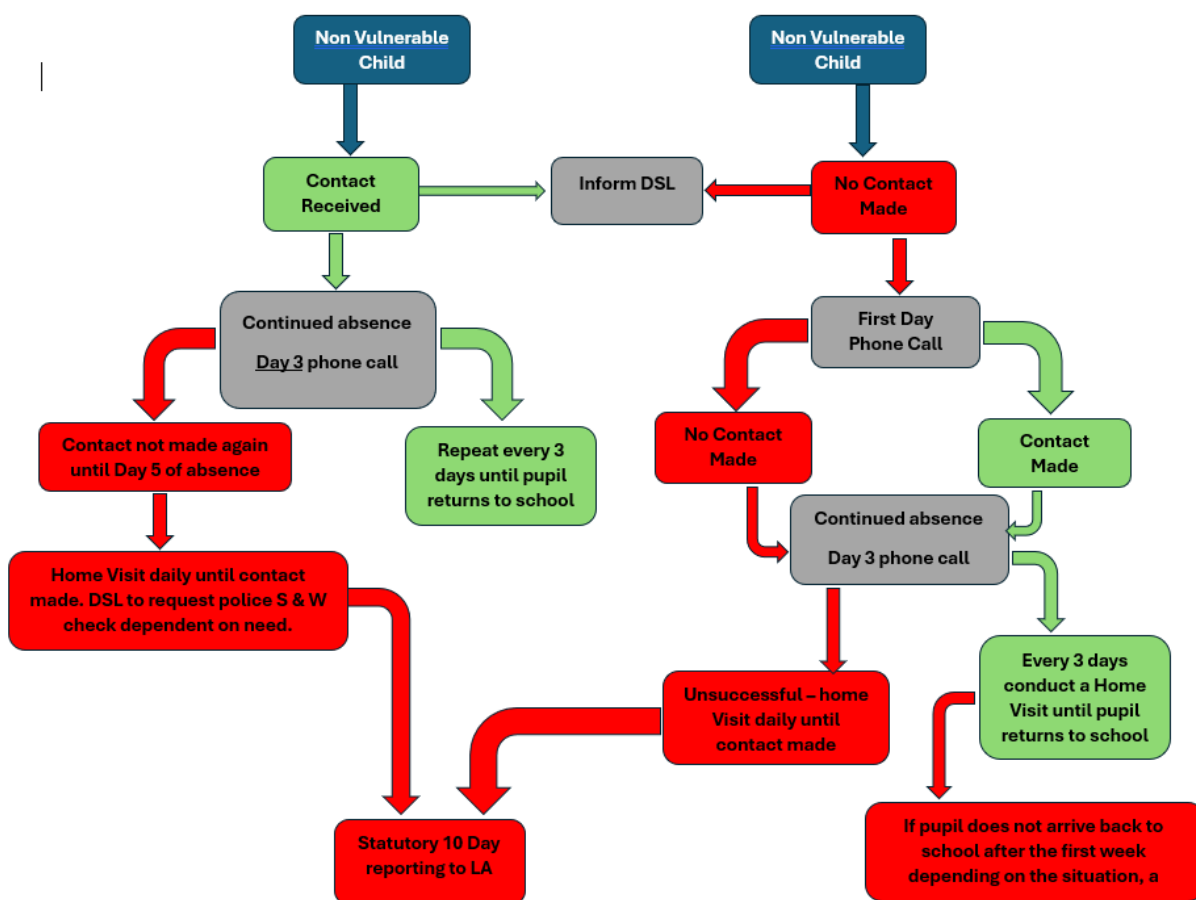 Non Vulnerable
Child
Non Vulnerable
Child
Contact
Received
Inform DSL
No Contact
Made
Continued absence
Day 3 phone call
First Day
Phone Call
Contact not made again
until Day 5 of absence
Repeat every 3
days until pupil
returns to school
No Contact
Made
Contact
Made
Continued absence
Day 3 phone call
Home Visit daily until contact
made. DSL to request police S & W
check dependent on need.
Unsuccessful – home
Visit daily until
contact made
Every 3 days
conduct a Home
Visit until pupil
returns to school
Statutory 10 Day
reporting to LA
If pupil does not arrive back to
school after the first week
depending on the situation, a